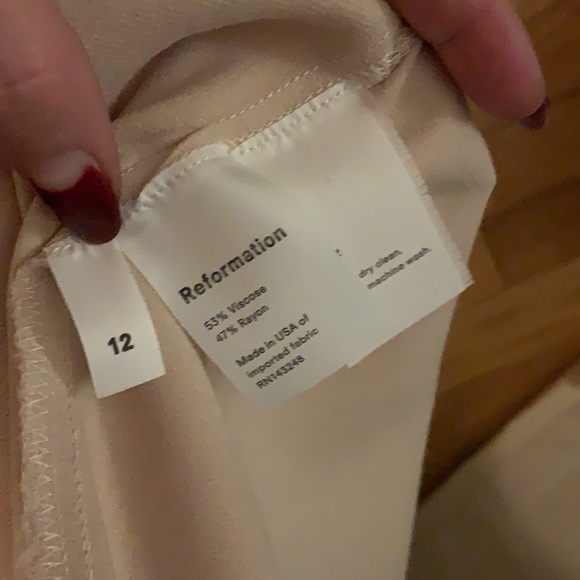 12
Reformation
53% Viscose
47% Rayon
Made in USA of
imported fabric
RN143248
dry clean.
machine wash.